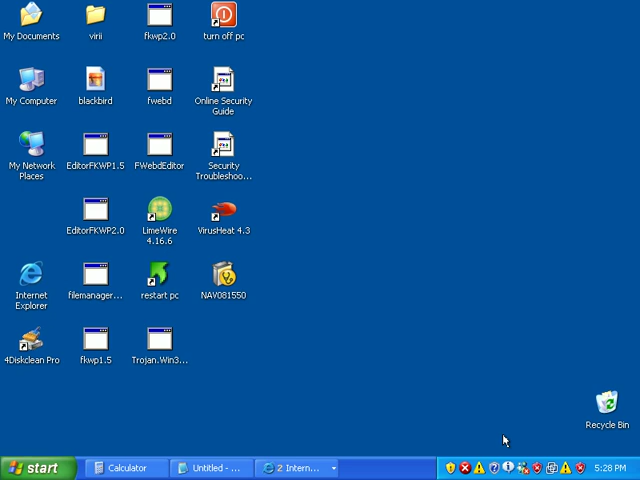 My Documents
virii
fkwp2.0
turn off pc
My Computer
blackbird
fwebd
Online Security
Guide
My Network
Places
EditorFKWP1.5
FWebdEditor
Security
Troubleshoo...
EditorFKWP2.0
LimeWire
4.16.6
VirusHeat 4.3
Internet
Explorer
filemanager...
restart pc
NAV081550
4Diskclean Pro
fkwp1.5
Trojan.Win3...
Recycle Bin
start
Calculator
Untitled - ...
2 Intern...
5:28 PM